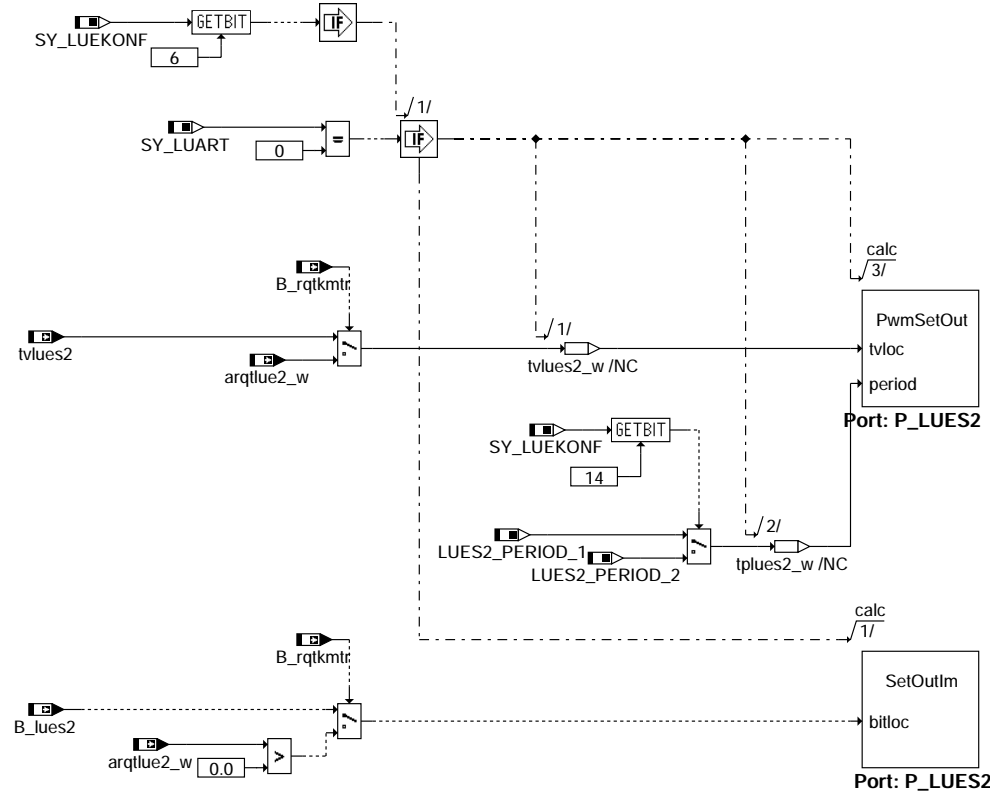 GETBIT
IF
SY_LUEKONF
6
/1/
SY_LUART
0
=
IF
calc
3/
B_rqtkmtr
PwmSetOut
tvlues2
/1/
tvloc
arqtlue2_w
tvlues2_w /NC
period
Port: P_LUES2
SY_LUEKONF
GETBIT
14
/2/
LUES2_PERIOD_1
LUES2_PERIOD_2
tplues2_w /NC
calc
1/
B_rqtkmtr
SetOutIm
B_lues2
bitloc
arqtlue2_w
>
0.0
Port: P_LUES2